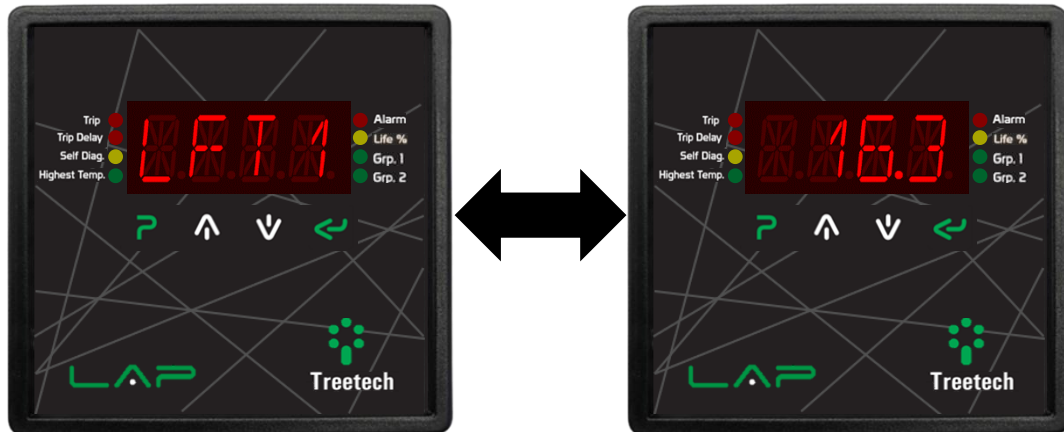 Trip
Trip Delay
Self Diag.
Highest Temp.
LFT1
Alarm
Life %
Grp. 1
Grp. 2
LAP
Treetech
Trip
Trip Delay
Self Diag.
Highest Temp.
16.3
Alarm
Life %
Grp. 1
Grp. 2
LAP
Treetech